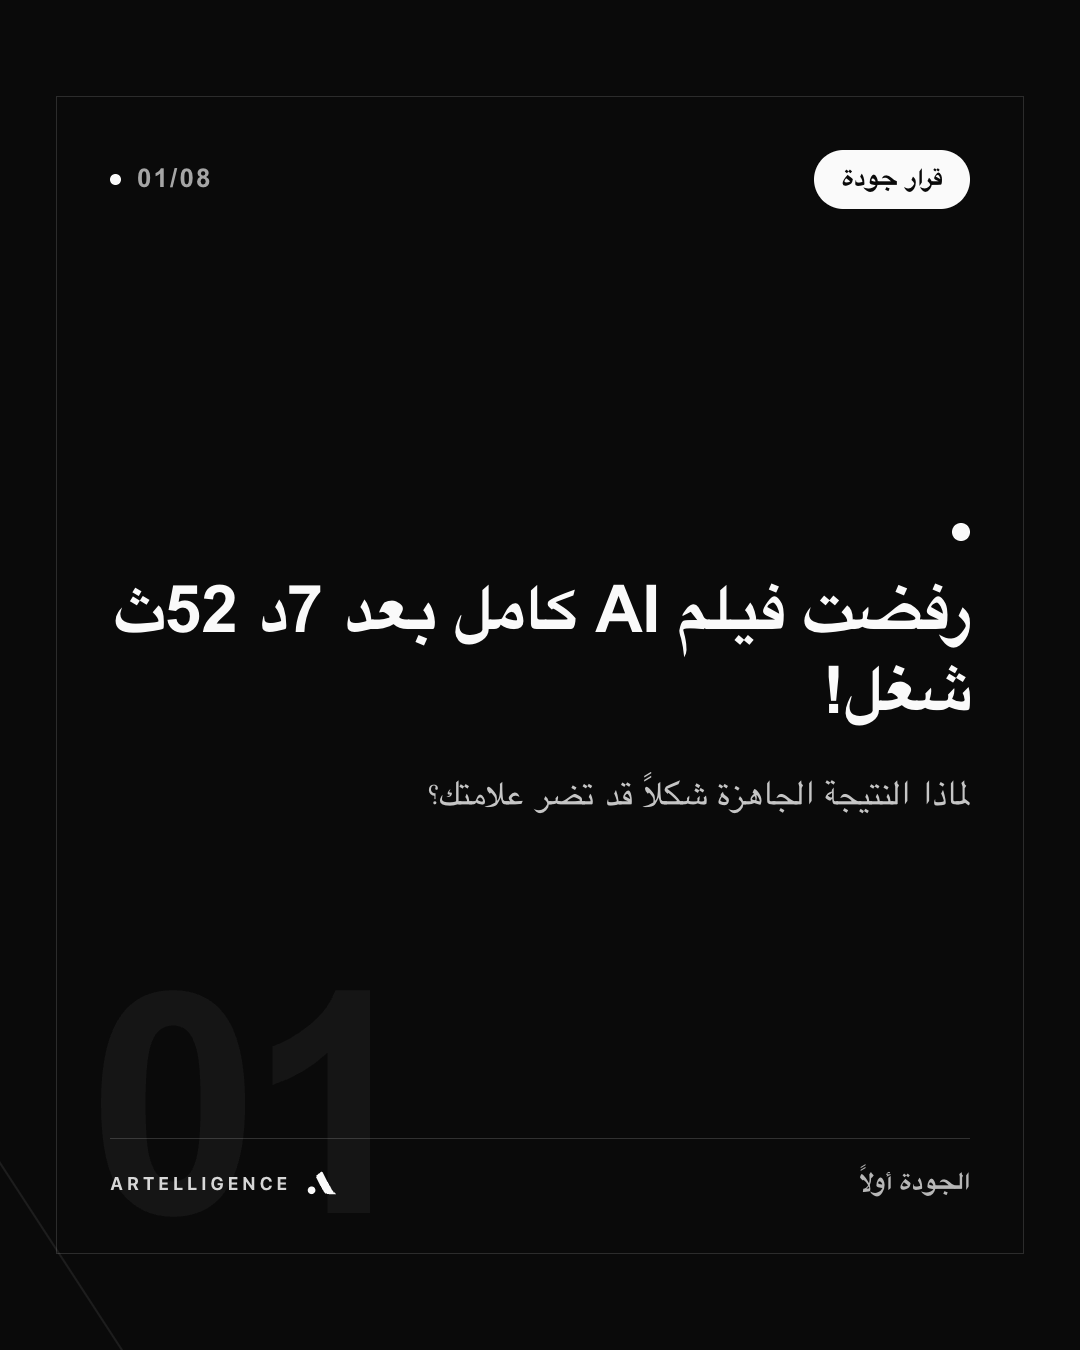 قرار جودة
01/08
رفضت فيلم AI كامل بعد 7د 52ث
شغل!
لماذا النتيجة الجاهزة شكلاً قد تضر علامتك؟
01
الجودة أولاً
ARTELLIGENCE